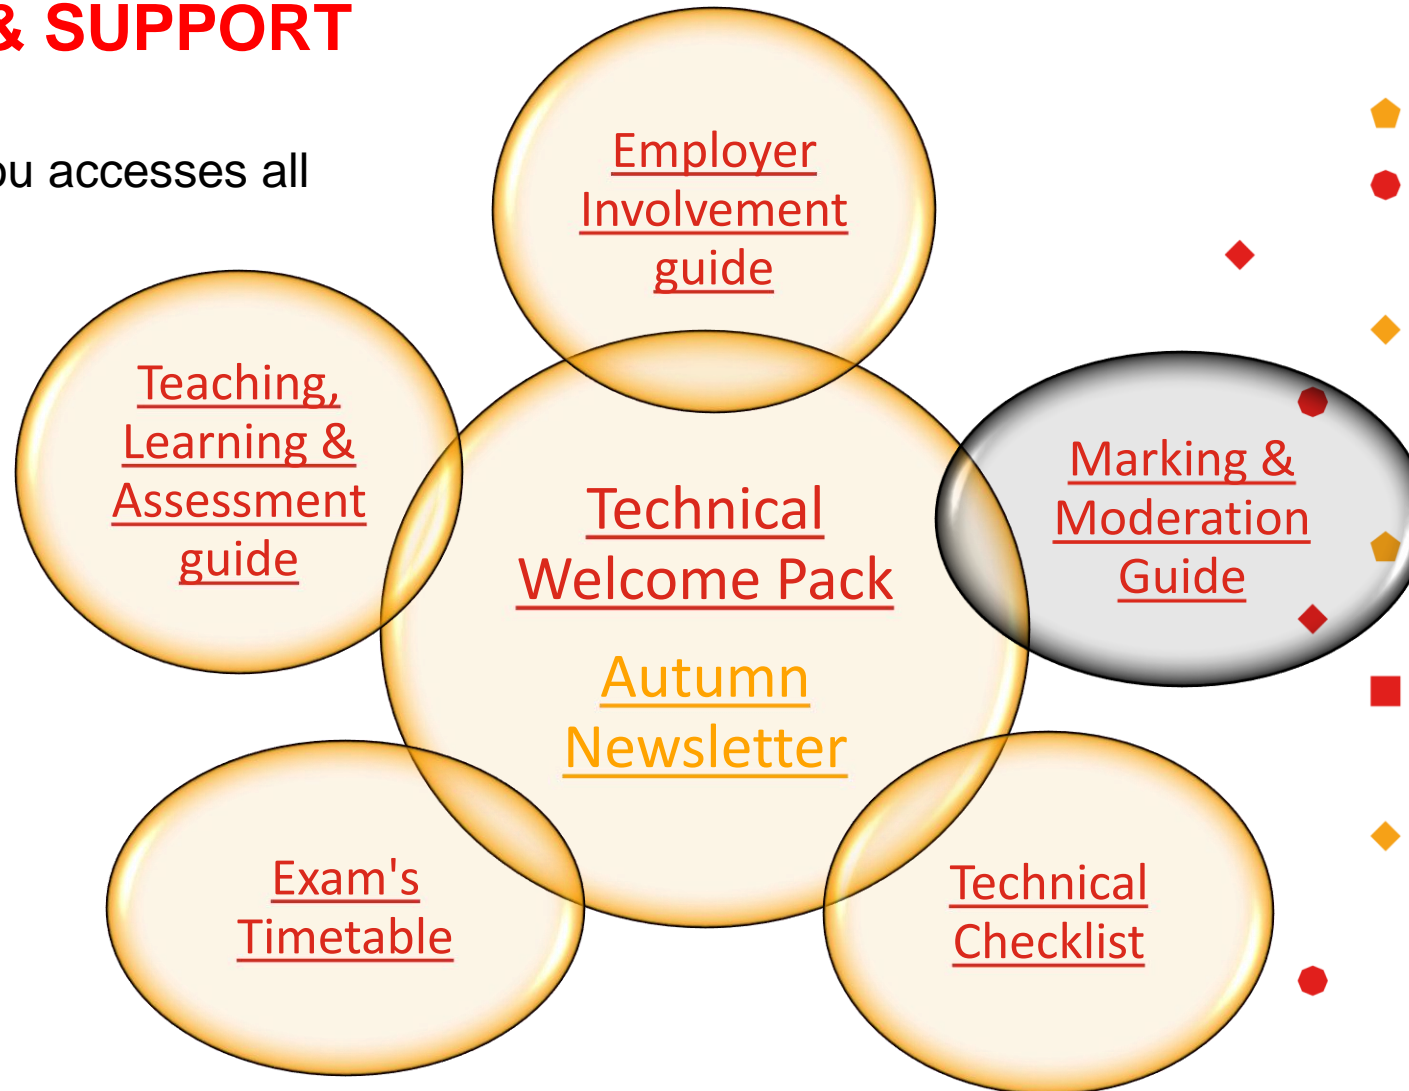 & SUPPORT
ou accesses all
Employer
Involvement
guide
Teaching,
Learning &
Assessment
guide
Marking &
Moderation
Guide
Technical
Welcome Pack
Autumn
Newsletter
Exam's
Timetable
Technical
Checklist